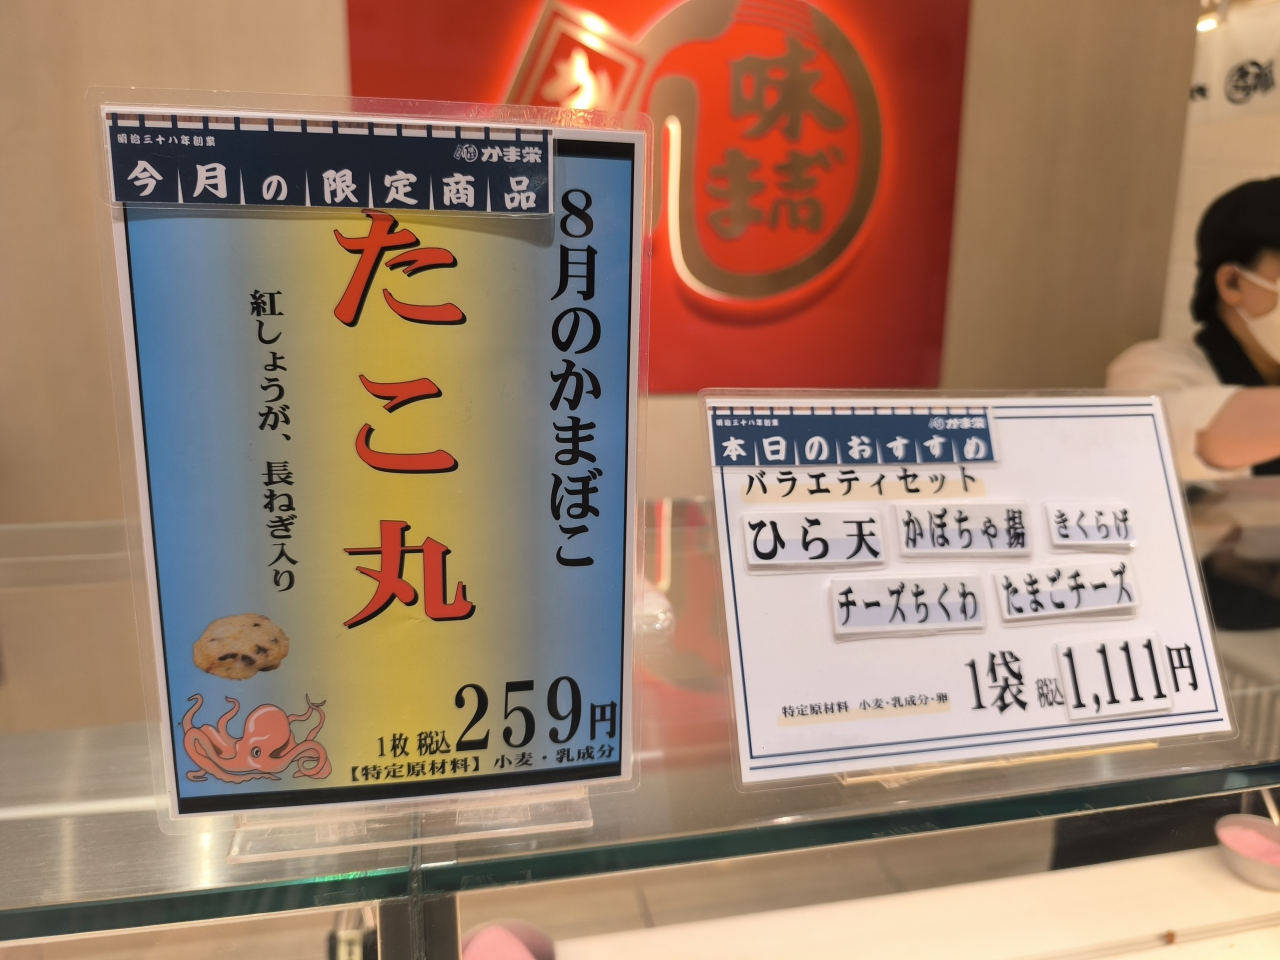 明治三十八年創業
かま栄
今月の限定商品
8月のかまぼこ
たこ丸
紅しょうが、長ねぎ入り
1枚 税込259円
【特定原材料】 小麦・乳成分
味
まち
明治三十八年創業
かま栄
本日のおすすめ
バラエティセット
ひら天 かぼちゃ揚 きくらげ
チーズちくわ たまごチーズ
1袋 税込1,111円
特定原材料 小麦・乳成分・卵